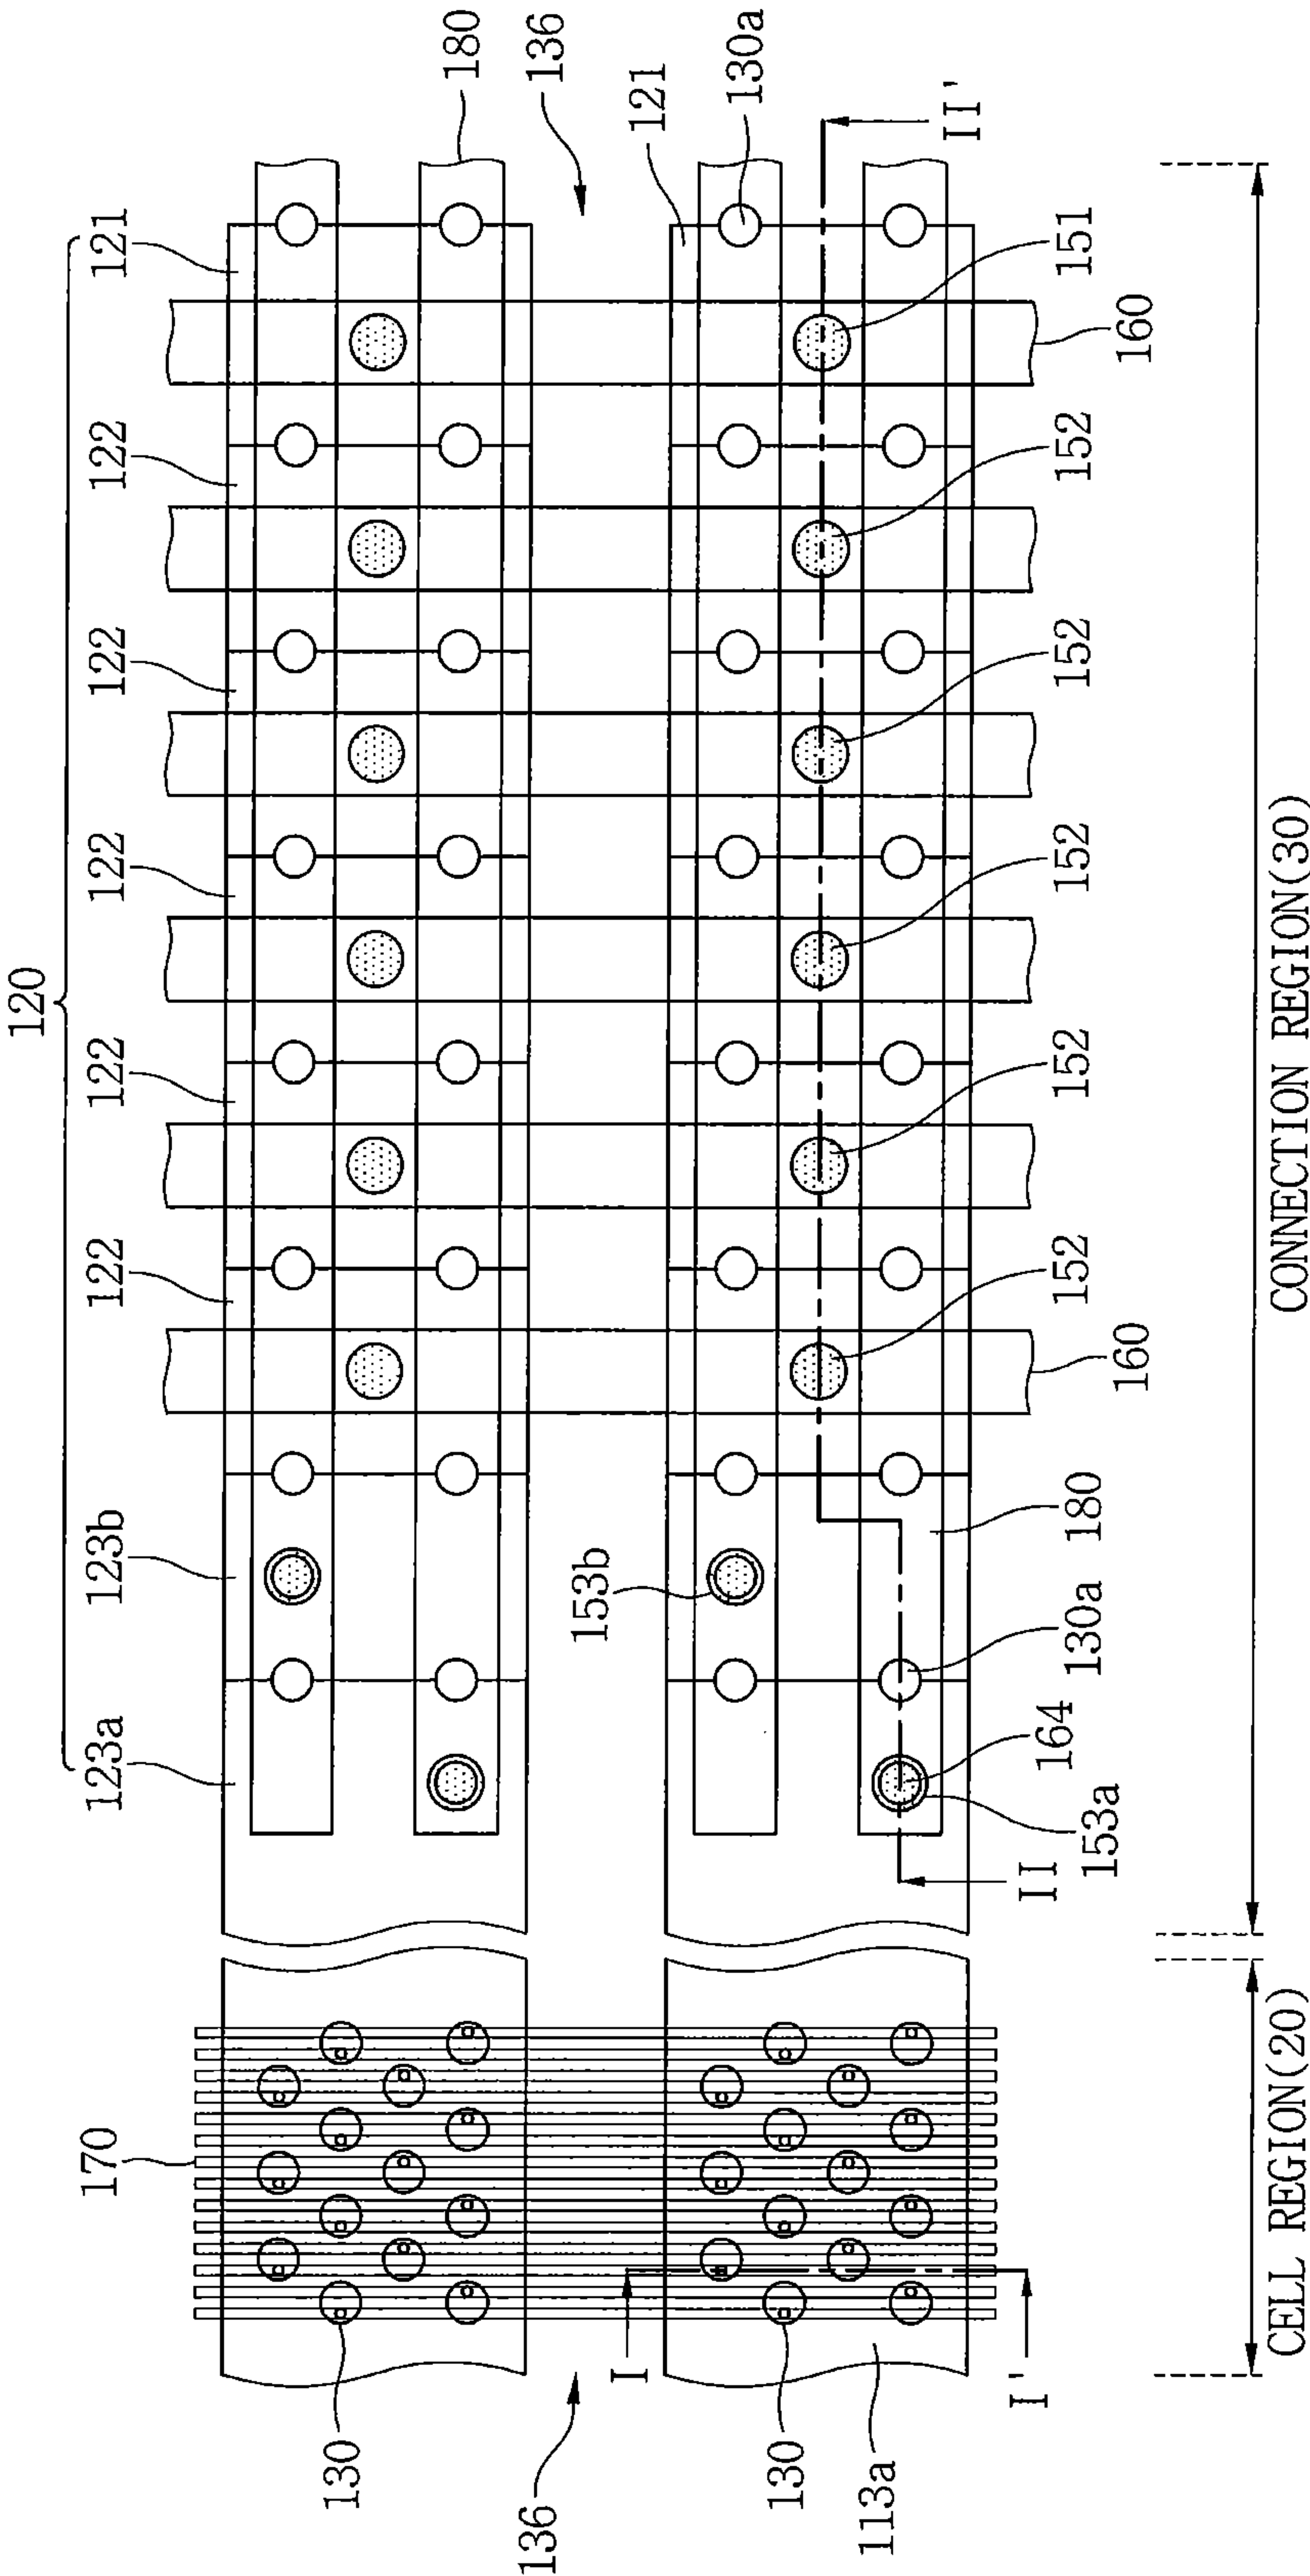 120
123a
123b
122
122
122
122
122
121
170
180
136
130
121
130a
153b
136
130
113a
I
I'
II
II'
153a
164
130a
180
160
152
152
152
152
152
151
160
CELL REGION(20)
CONNECTION REGION(30)